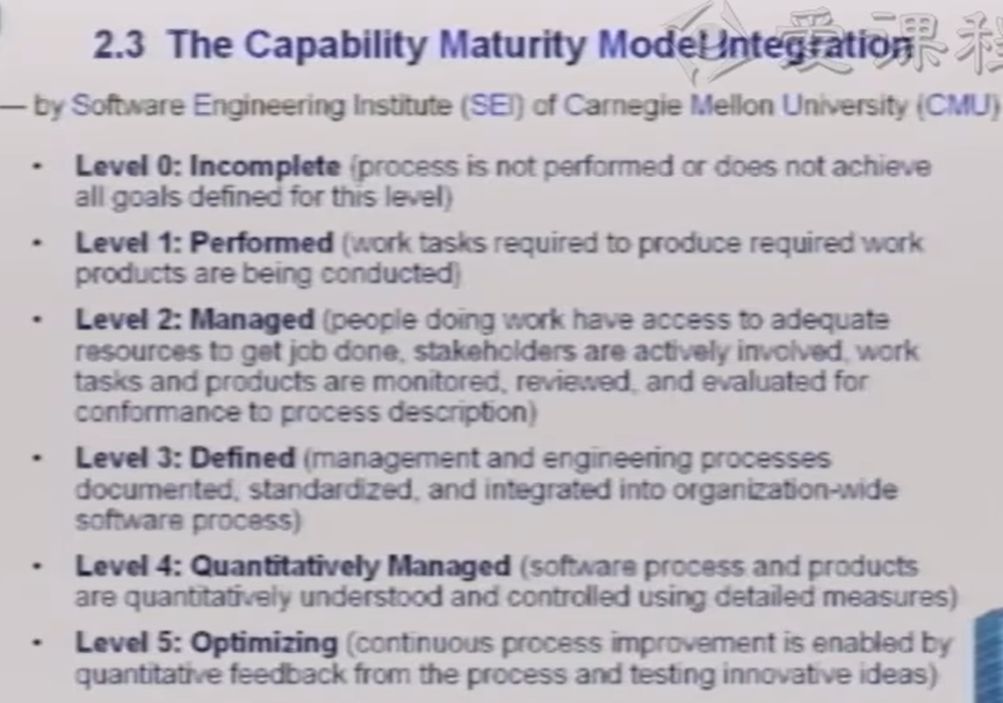 2.3 The Capability Maturity Model Integration
爱课程
— by Software Engineering Institute (SEI) of Carnegie Mellon University (CMU)
• Level 0: Incomplete (process is not performed or does not achieve
all goals defined for this level)
• Level 1: Performed (work tasks required to produce required work
products are being conducted)
• Level 2: Managed (people doing work have access to adequate
resources to get job done, stakeholders are actively involved, work
tasks and products are monitored, reviewed, and evaluated for
conformance to process description)
• Level 3: Defined (management and engineering processes
documented, standardized, and integrated into organization-wide
software process)
• Level 4: Quantitatively Managed (software process and products
are quantitatively understood and controlled using detailed measures)
• Level 5: Optimizing (continuous process improvement is enabled by
quantitative feedback from the process and testing innovative ideas)